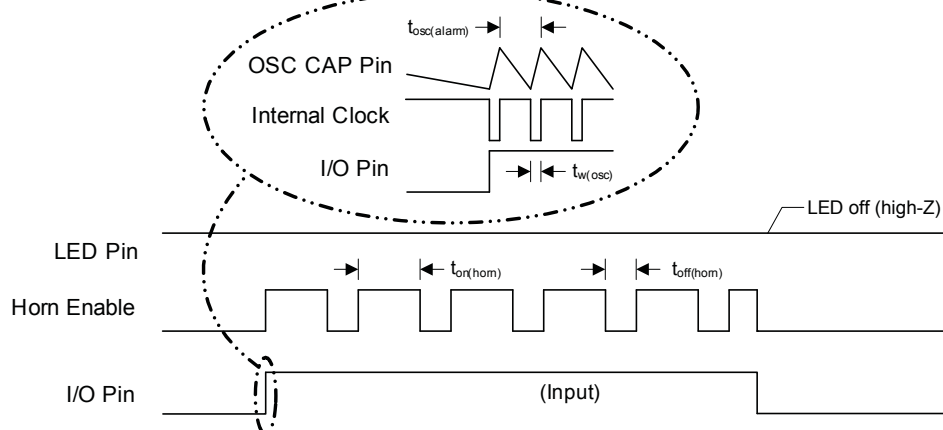 tosc(alarm)
OSC CAP Pin
Internal Clock
I/O Pin
tw(osc)
LED off (high-Z)
LED Pin
ton(horn)
toff(horn)
Horn Enable
I/O Pin
(Input)